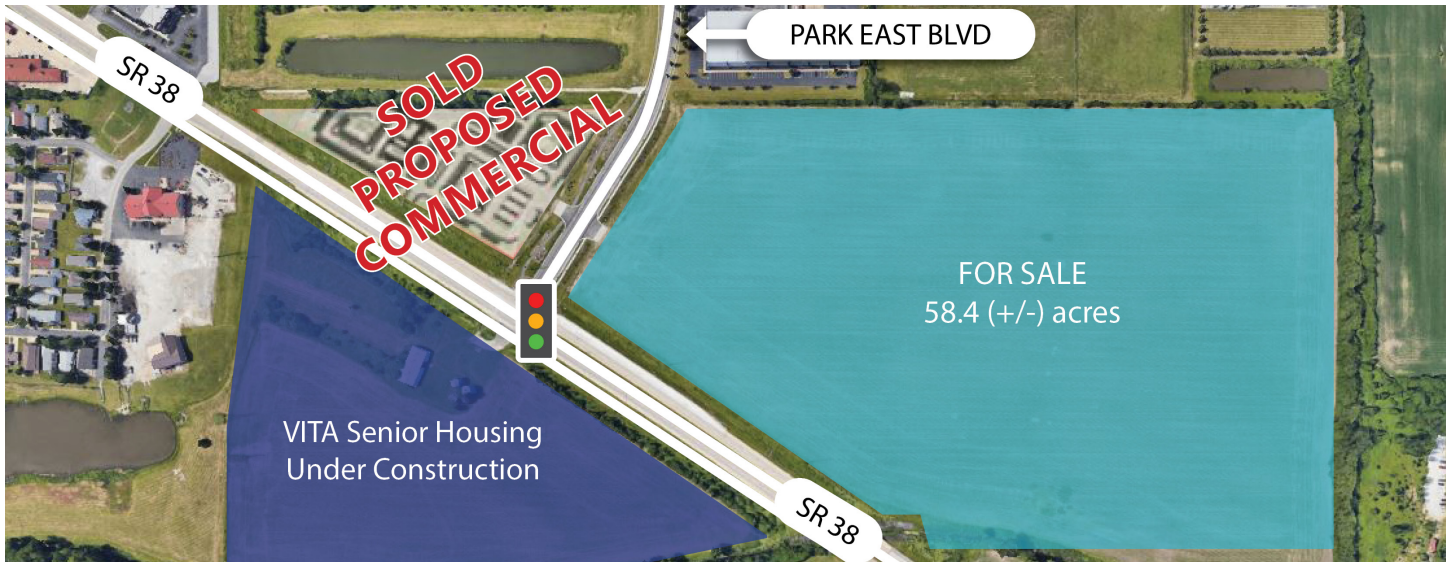 PARK EAST BLVD
SR 38
SOLD
PROPOSED
COMMERCIAL
FOR SALE
58.4 (+/-) acres
VITA Senior Housing
Under Construction
SR 38